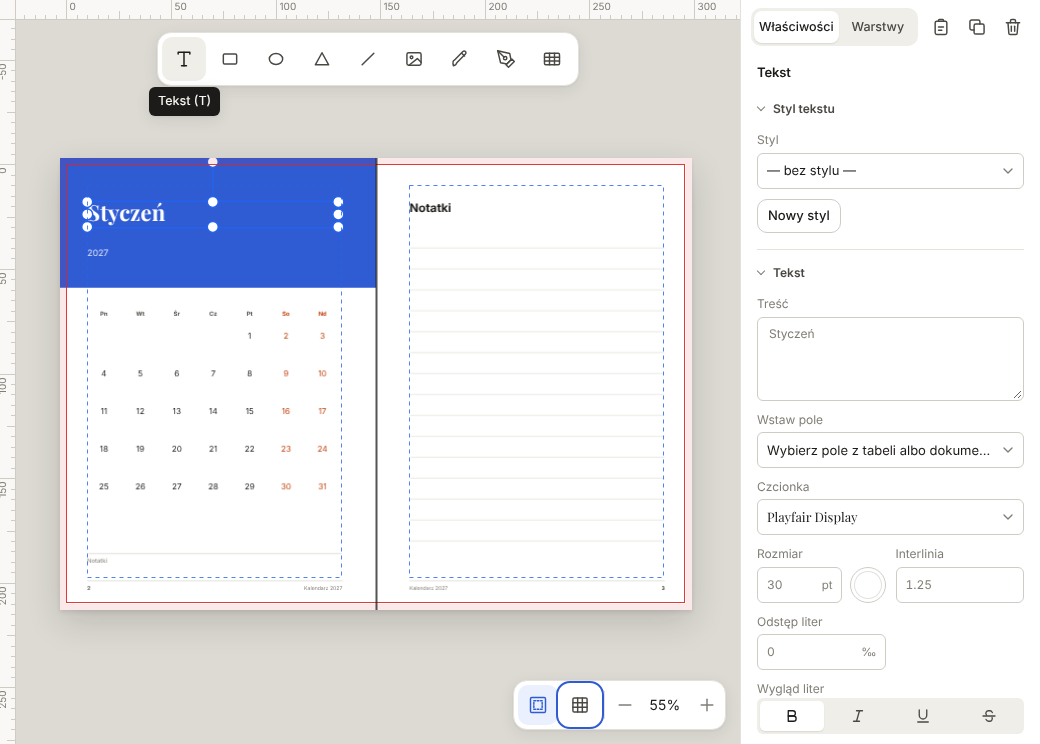 0 50 100 150 200 250 300
-50
0
50
100
150
200
250
Tekst (T)
Styczeń
2027
Pn Wt Śr Cz Pt So Nd
1 2 3
4 5 6 7 8 9 10
11 12 13 14 15 16 17
18 19 20 21 22 23 24
25 26 27 28 29 30 31
Notatki
2 Kalendarz 2027
Notatki
Kalendarz 2027 3
55%
Właściwości Warstwy
Tekst
Styl tekstu
Styl
— bez stylu —
Nowy styl
Tekst
Treść
Styczeń
Wstaw pole
Wybierz pole z tabeli albo dokume...
Czcionka
Playfair Display
Rozmiar Interlinia
30 pt 1.25
Odstęp liter
0 ‰
Wygląd liter
B I U S